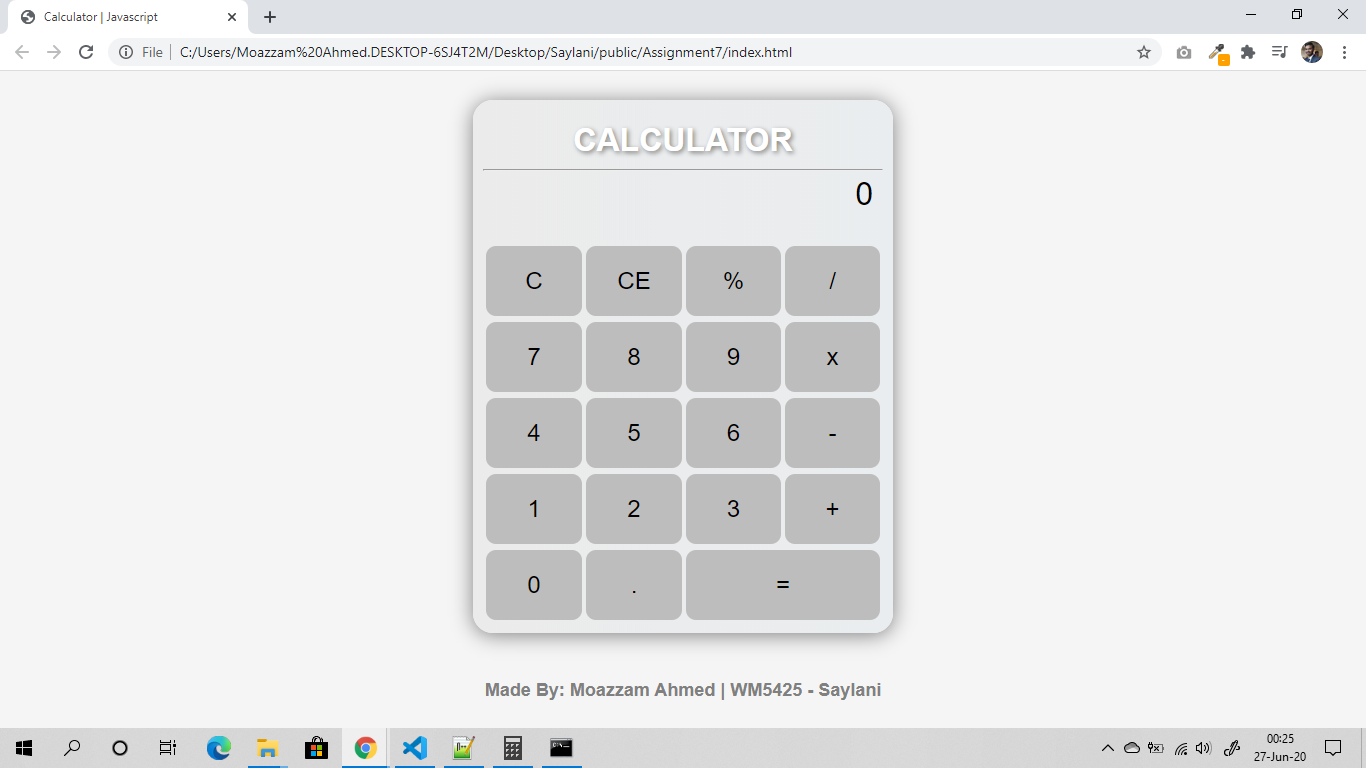 Calculator | Javascript
File | C:/Users/Moazzam%20Ahmed.DESKTOP-6SJ4T2M/Desktop/Saylani/public/Assignment7/index.html
CALCULATOR
0
C CE % /
7 8 9 x
4 5 6 -
1 2 3 +
0 . =
Made By: Moazzam Ahmed | WM5425 - Saylani
00:25
27-Jun-20